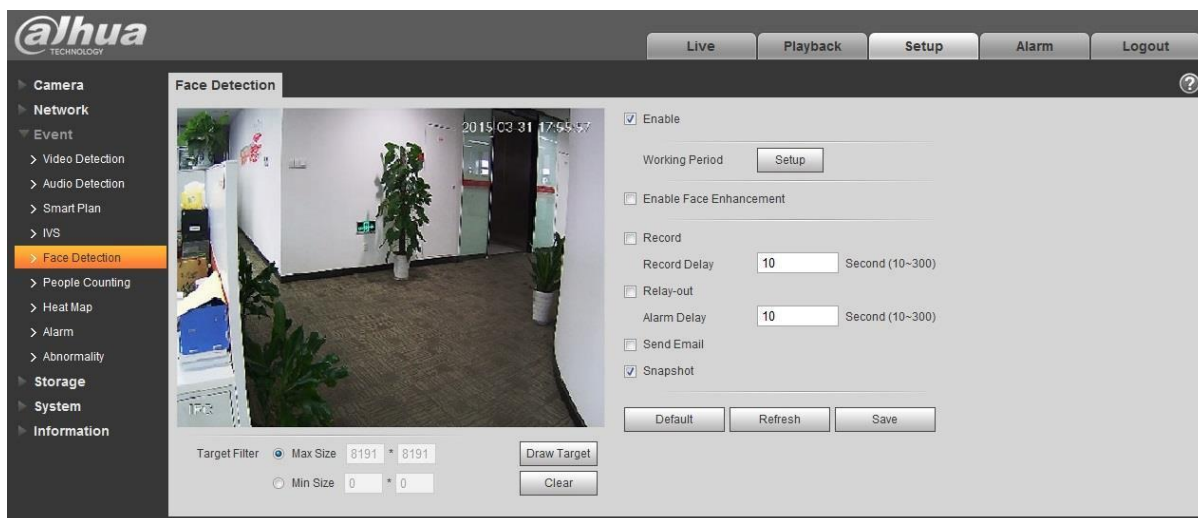 alhua
TECHNOLOGY
Live Playback Setup Alarm Logout
Camera
Network
Event
Video Detection
Audio Detection
Smart Plan
IVS
Face Detection
People Counting
Heat Map
Alarm
Abnormality
Storage
System
Information
Face Detection
2015-03-31 17:55:57
IPC
Target Filter Max Size 8191 * 8191 Draw Target
Min Size 0 * 0 Clear
Enable
Working Period Setup
Enable Face Enhancement
Record
Record Delay 10 Second (10~300)
Relay-out
Alarm Delay 10 Second (10~300)
Send Email
Snapshot
Default Refresh Save